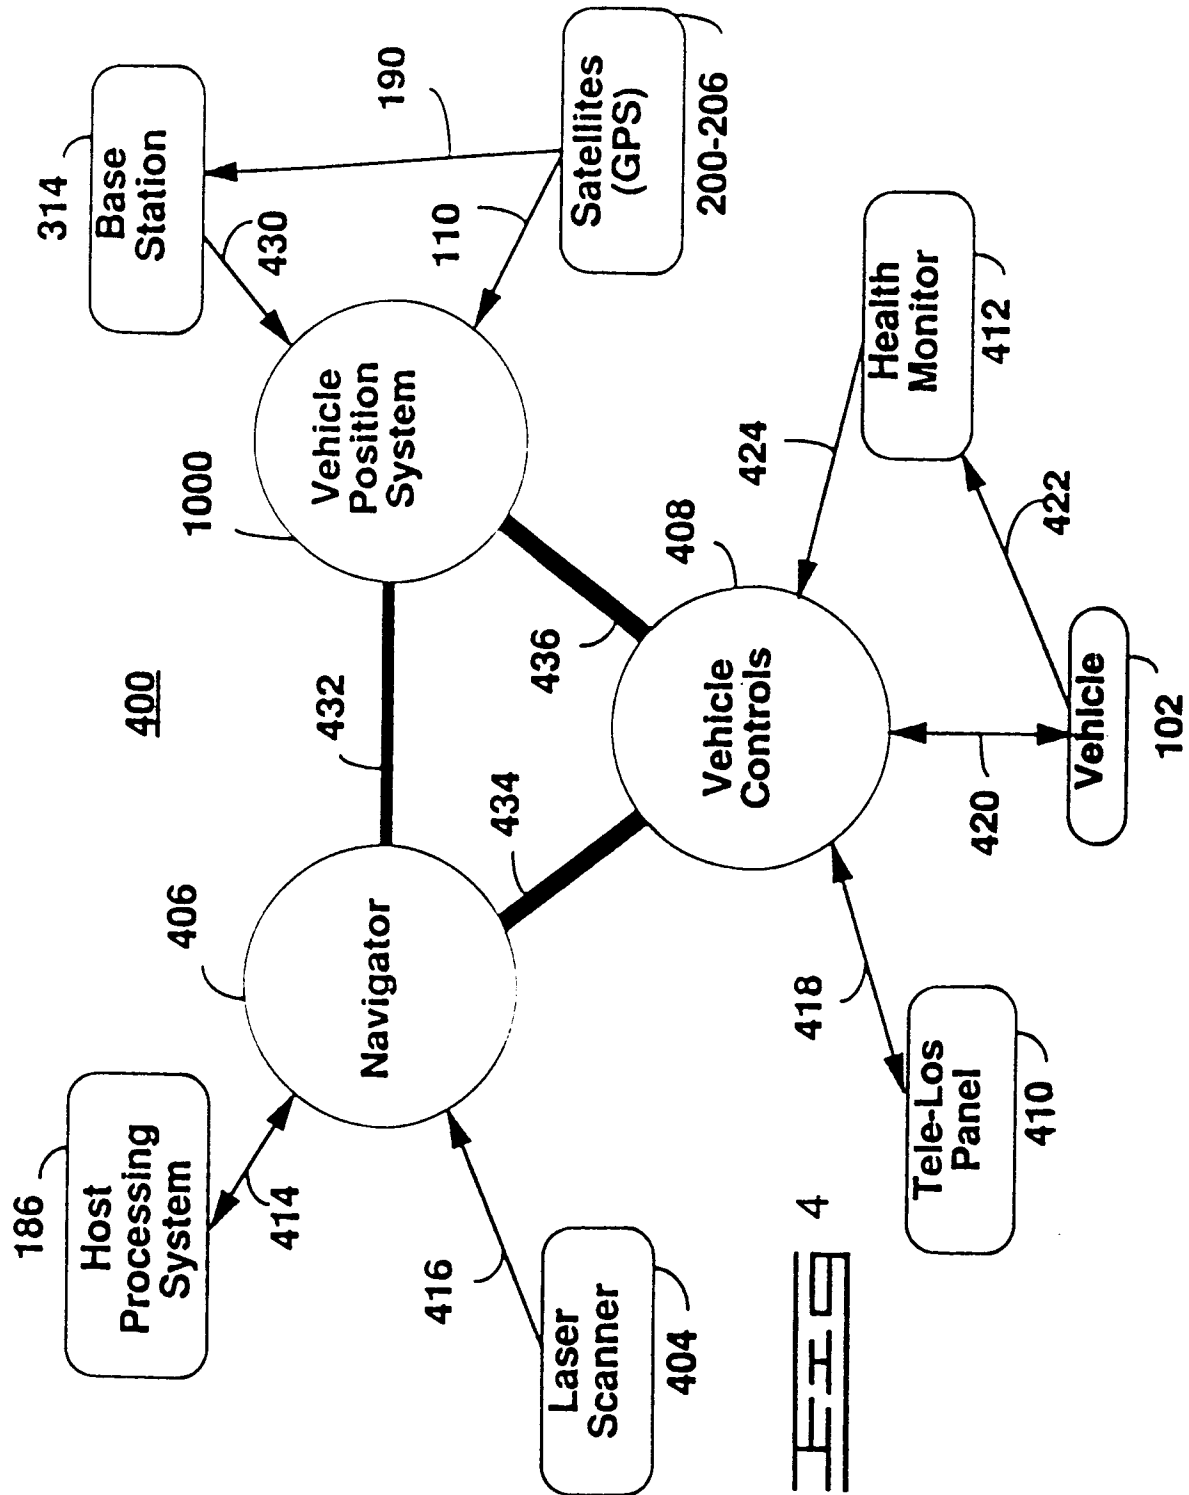 400
186
Host
Processing
System
414
406
Navigator
432
1000
Vehicle
Position
System
314
Base
Station
430
190
110
Satellites
(GPS)
200-206
416
Laser
Scanner
404
434
436
408
Vehicle
Controls
424
Health
Monitor
412
422
418
Tele-Los
Panel
410
420
Vehicle
102
FIG 4